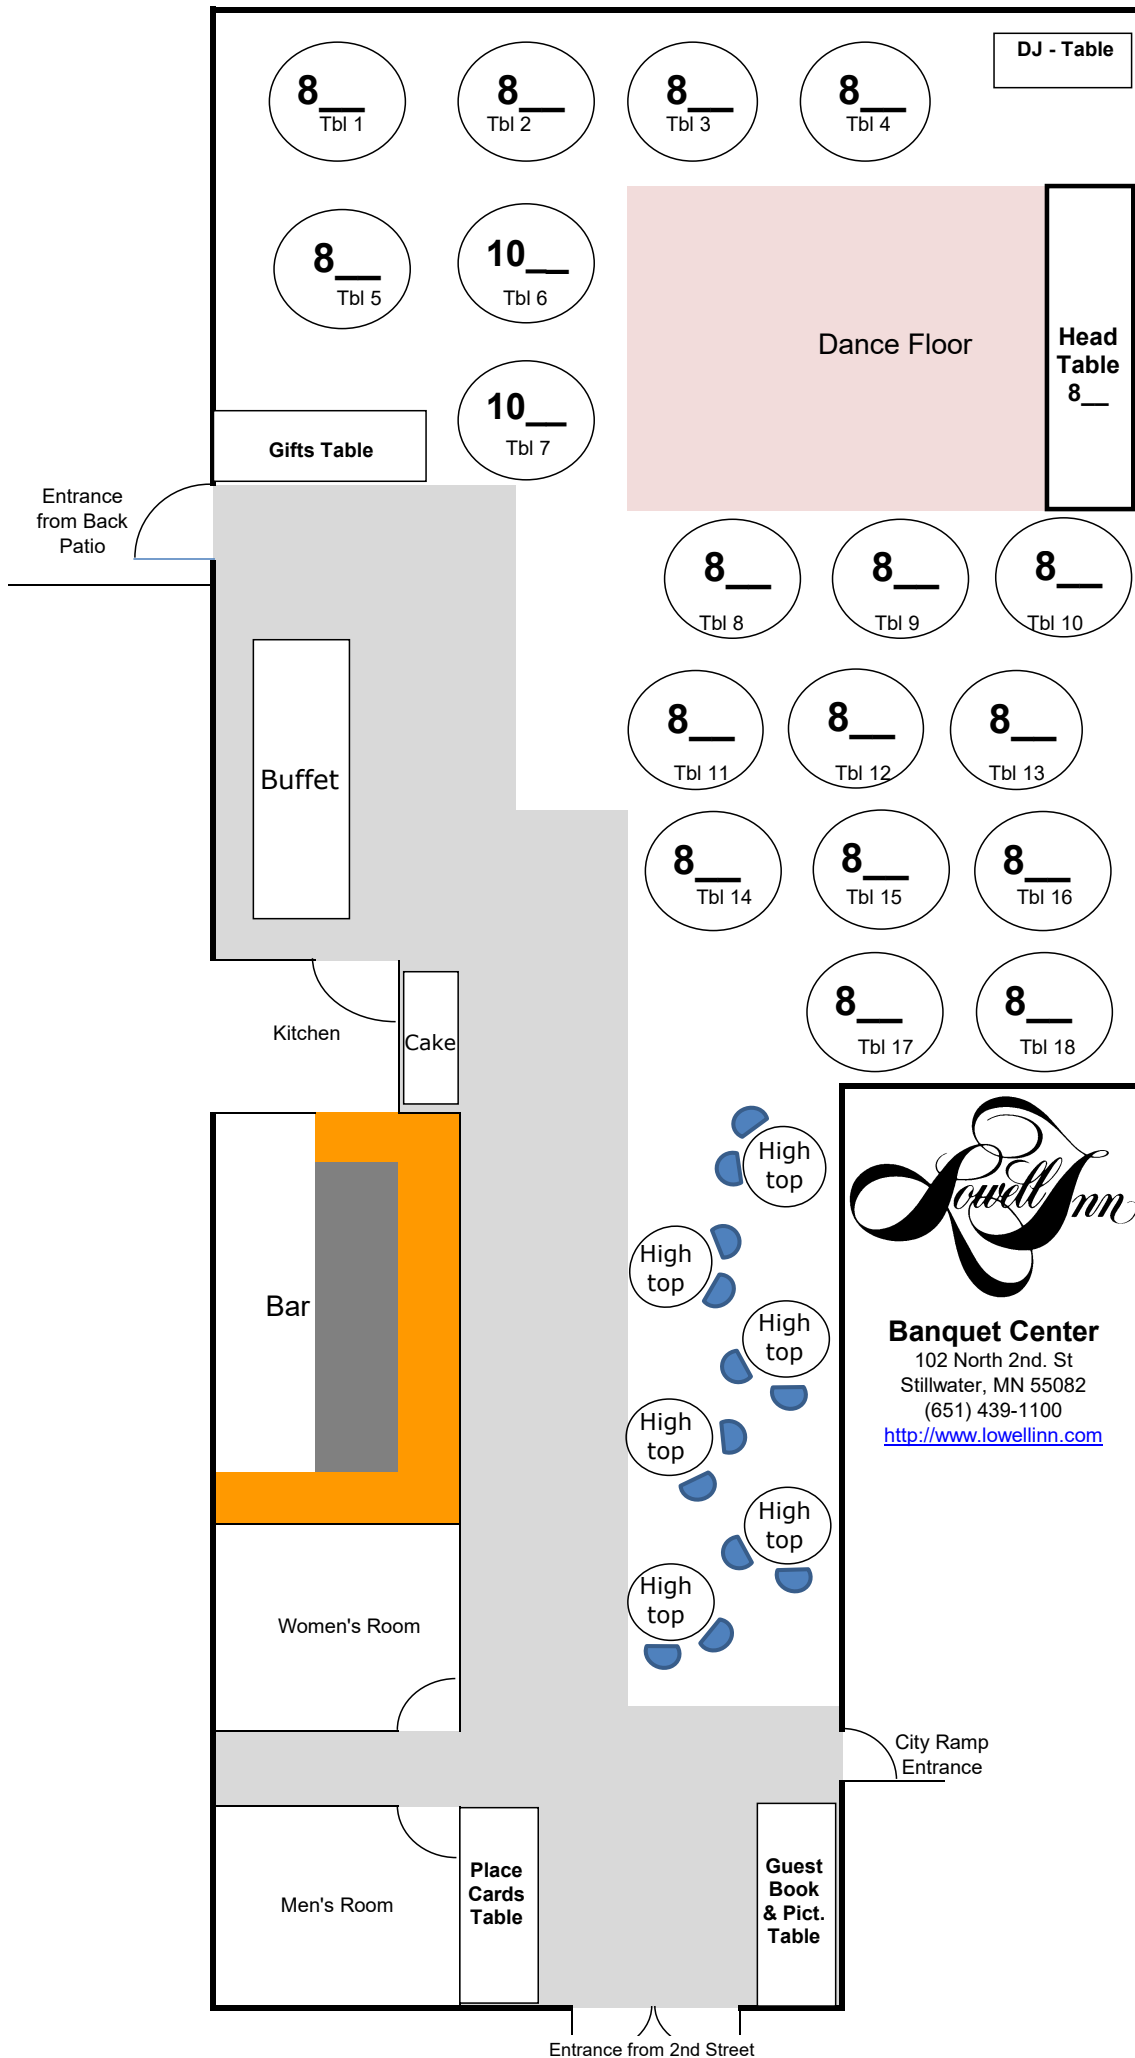 DJ - Table
8__
Tbl 1
8__
Tbl 2
8__
Tbl 3
8__
Tbl 4
8__
Tbl 5
10__
Tbl 6
Dance Floor
Head
Table
8__
10__
Tbl 7
Gifts Table
Entrance
from Back
Patio
8__
Tbl 8
8__
Tbl 9
8__
Tbl 10
8__
Tbl 11
8__
Tbl 12
8__
Tbl 13
Buffet
8__
Tbl 14
8__
Tbl 15
8__
Tbl 16
8__
Tbl 17
8__
Tbl 18
Kitchen
Cake
High
top
Lowell Inn
High
top
Bar
High
top
Banquet Center
102 North 2nd. St
Stillwater, MN 55082
(651) 439-1100
http://www.lowellinn.com
High
top
High
top
High
top
Women's Room
City Ramp
Entrance
Men's Room
Place
Cards
Table
Guest
Book
& Pict.
Table
Entrance from 2nd Street